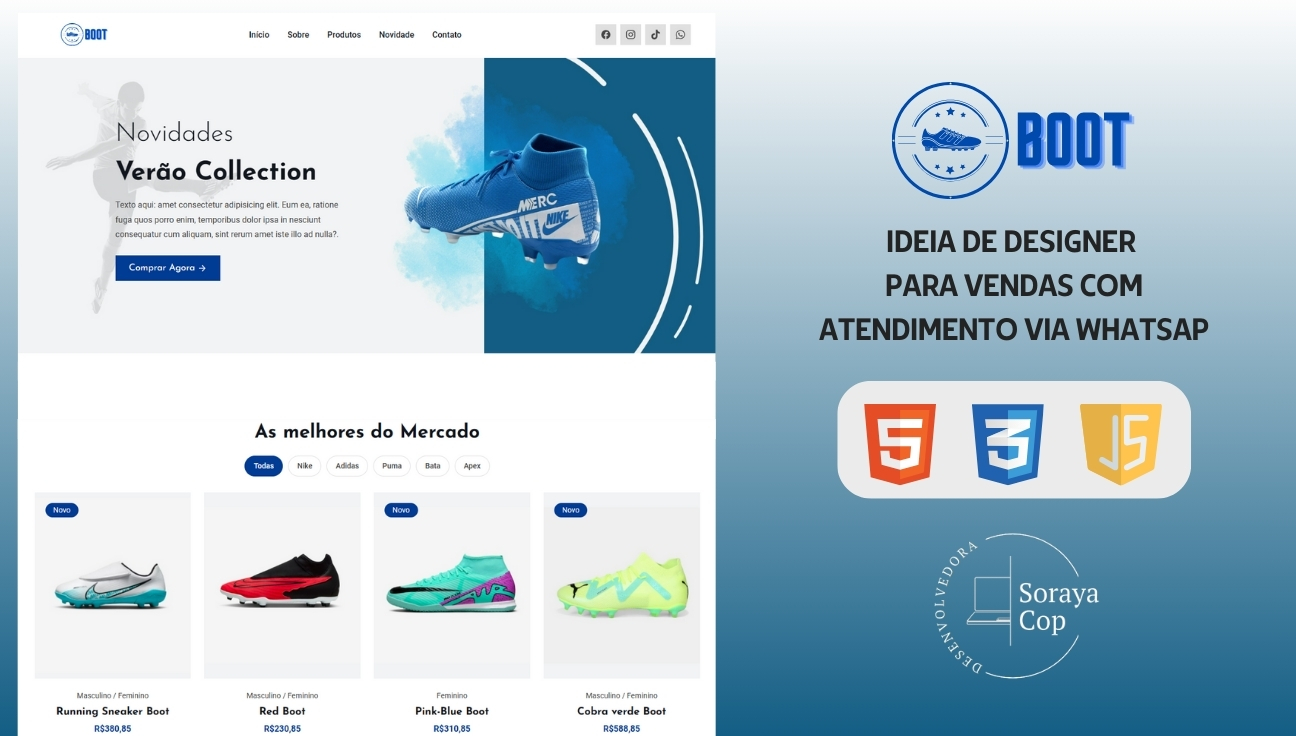 BOOT
Início Sobre Produtos Novidade Contato
Novidades
Verão Collection
Texto aqui: amet consectetur adipisicing elit. Eum ea, ratione
fuga quos porro enim, temporibus dolor ipsa in nesciunt
consequatur cum aliquam, sint rerum amet iste illo ad nulla?.
Comprar Agora →
MERC
NIKE
As melhores do Mercado
Todas Nike Adidas Puma Bata Apex
Novo
Novo
Novo
Masculino / Feminino
Running Sneaker Boot
R$380,85
Masculino / Feminino
Red Boot
R$230,85
Feminino
Pink-Blue Boot
R$310,85
Masculino / Feminino
Cobra verde Boot
R$588,85
BOOT
IDEIA DE DESIGNER
PARA VENDAS COM
ATENDIMENTO VIA WHATSAP
5
3
JS
DESENVOLVEDORA
Soraya
Cop